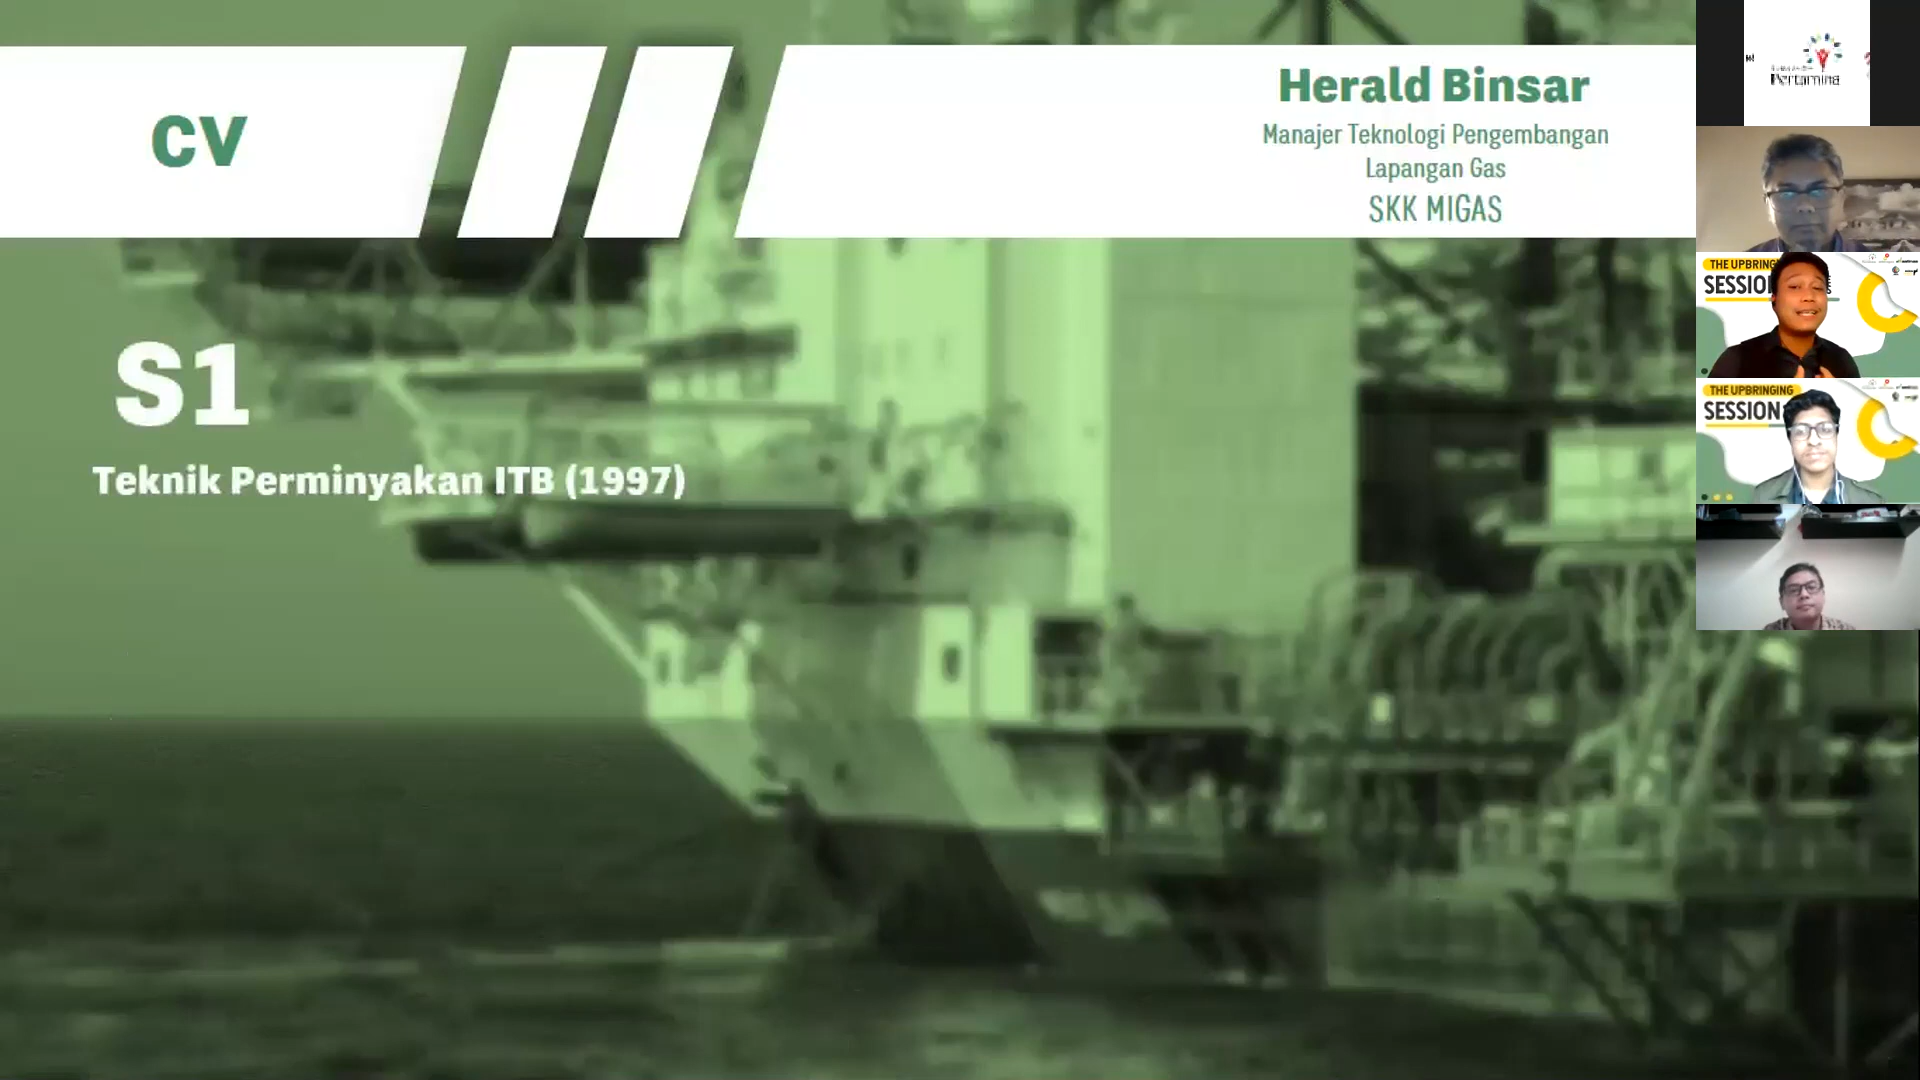 CV
Herald Binsar
Manajer Teknologi Pengembangan
Lapangan Gas
SKK MIGAS
S1
Teknik Perminyakan ITB (1997)
Pertamina
THE UPBRINGING
SESSION
THE UPBRINGING
SESSION